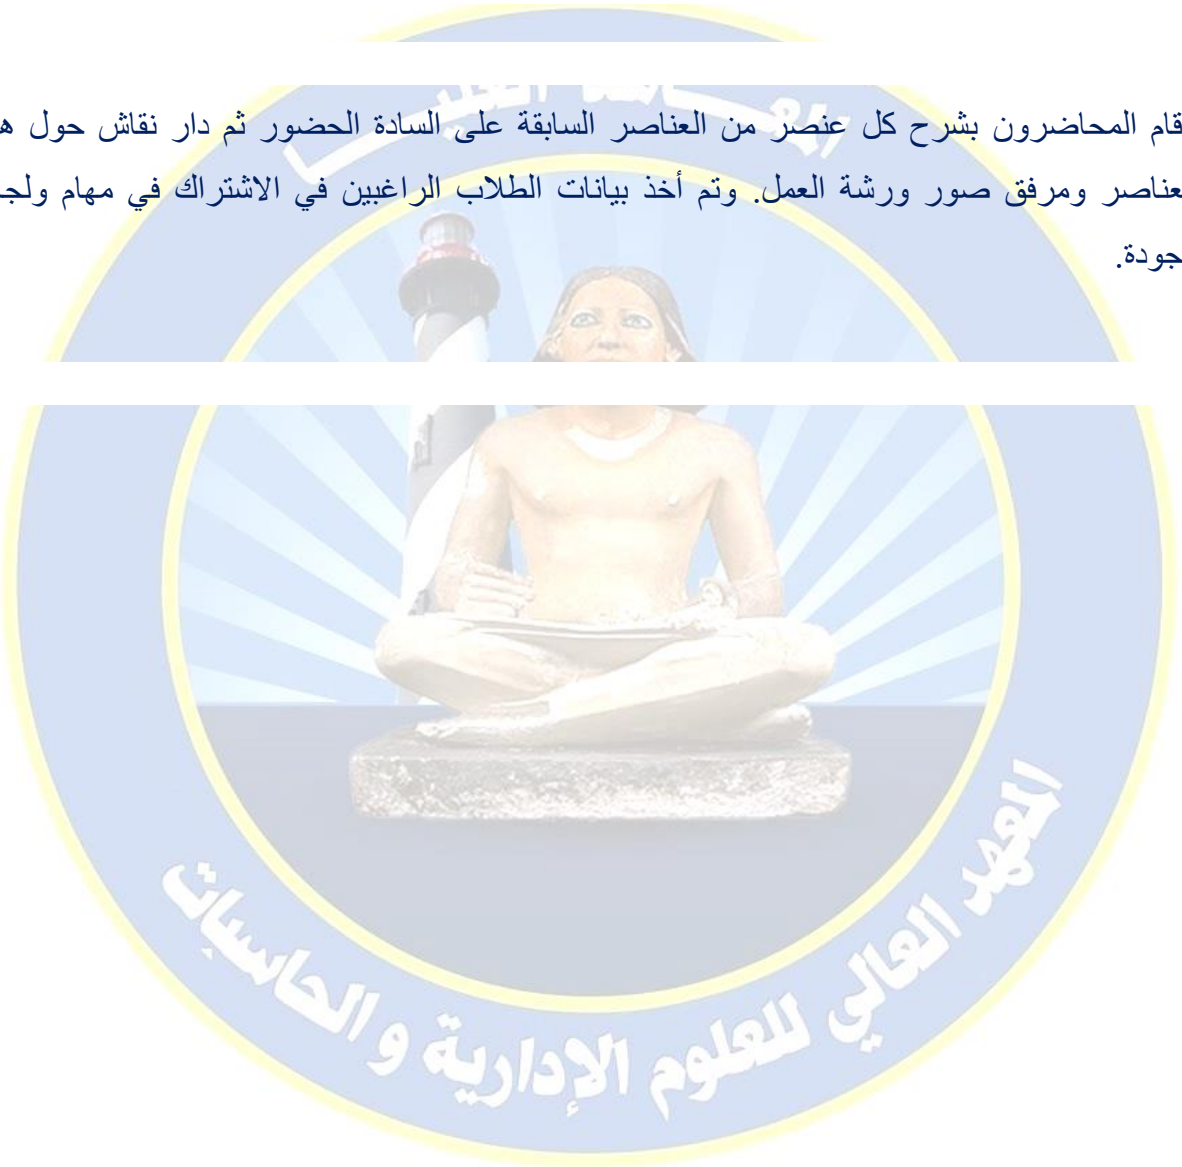 قام المحاضرون بشرح كل عنصر من العناصر السابقة على السادة الحضور ثم دار نقاش حول
عناصر ومرفق صور ورشة العمل. وتم أخذ بيانات الطلاب الراغبين في الاشتراك في مهام
جودة.
المعهد العالي للعلوم الإدارية و الحاسبات